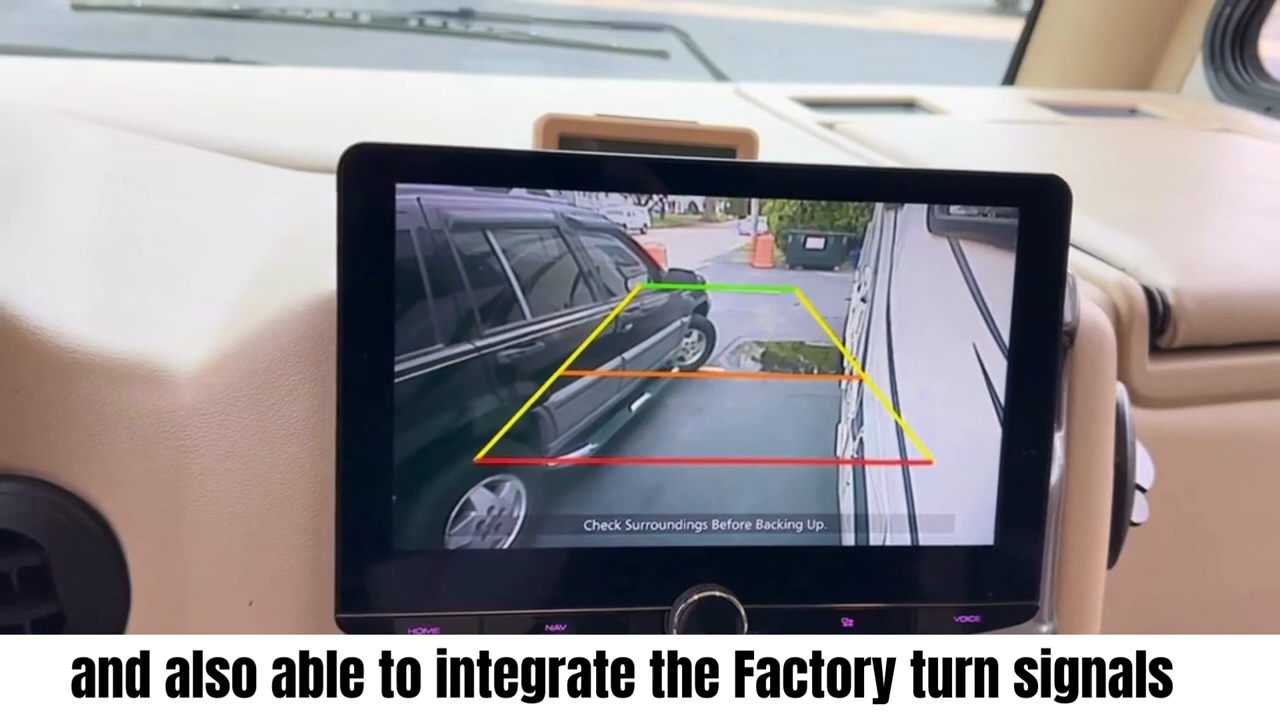 Check Surroundings Before Backing Up.
HOME NAV VOICE
and also able to integrate the Factory turn signals